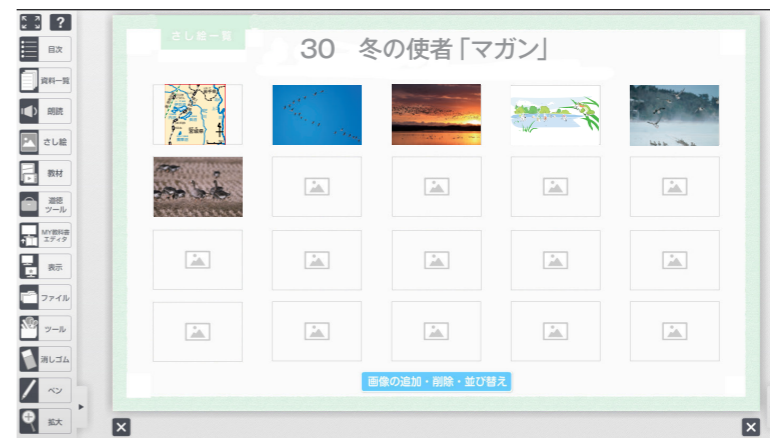 ?
目次
資料一覧
朗読
さし絵
教材
道徳
ツール
MY教科書
エディタ
表示
ファイル
ツール
消しゴム
ペン
拡大
さし絵一覧
30 冬の使者「マガン」
宮城県
画像の追加・削除・並び替え